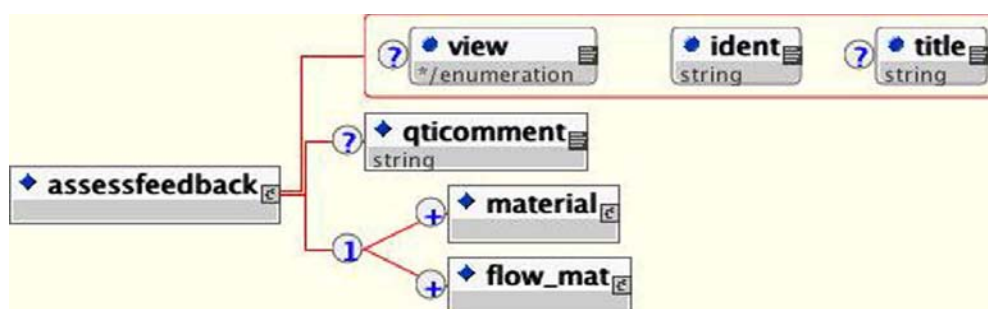 ? view ident ? title
*/enumeration string string
? qticomment
string
assessfeedback
+ material
1
+ flow_mat